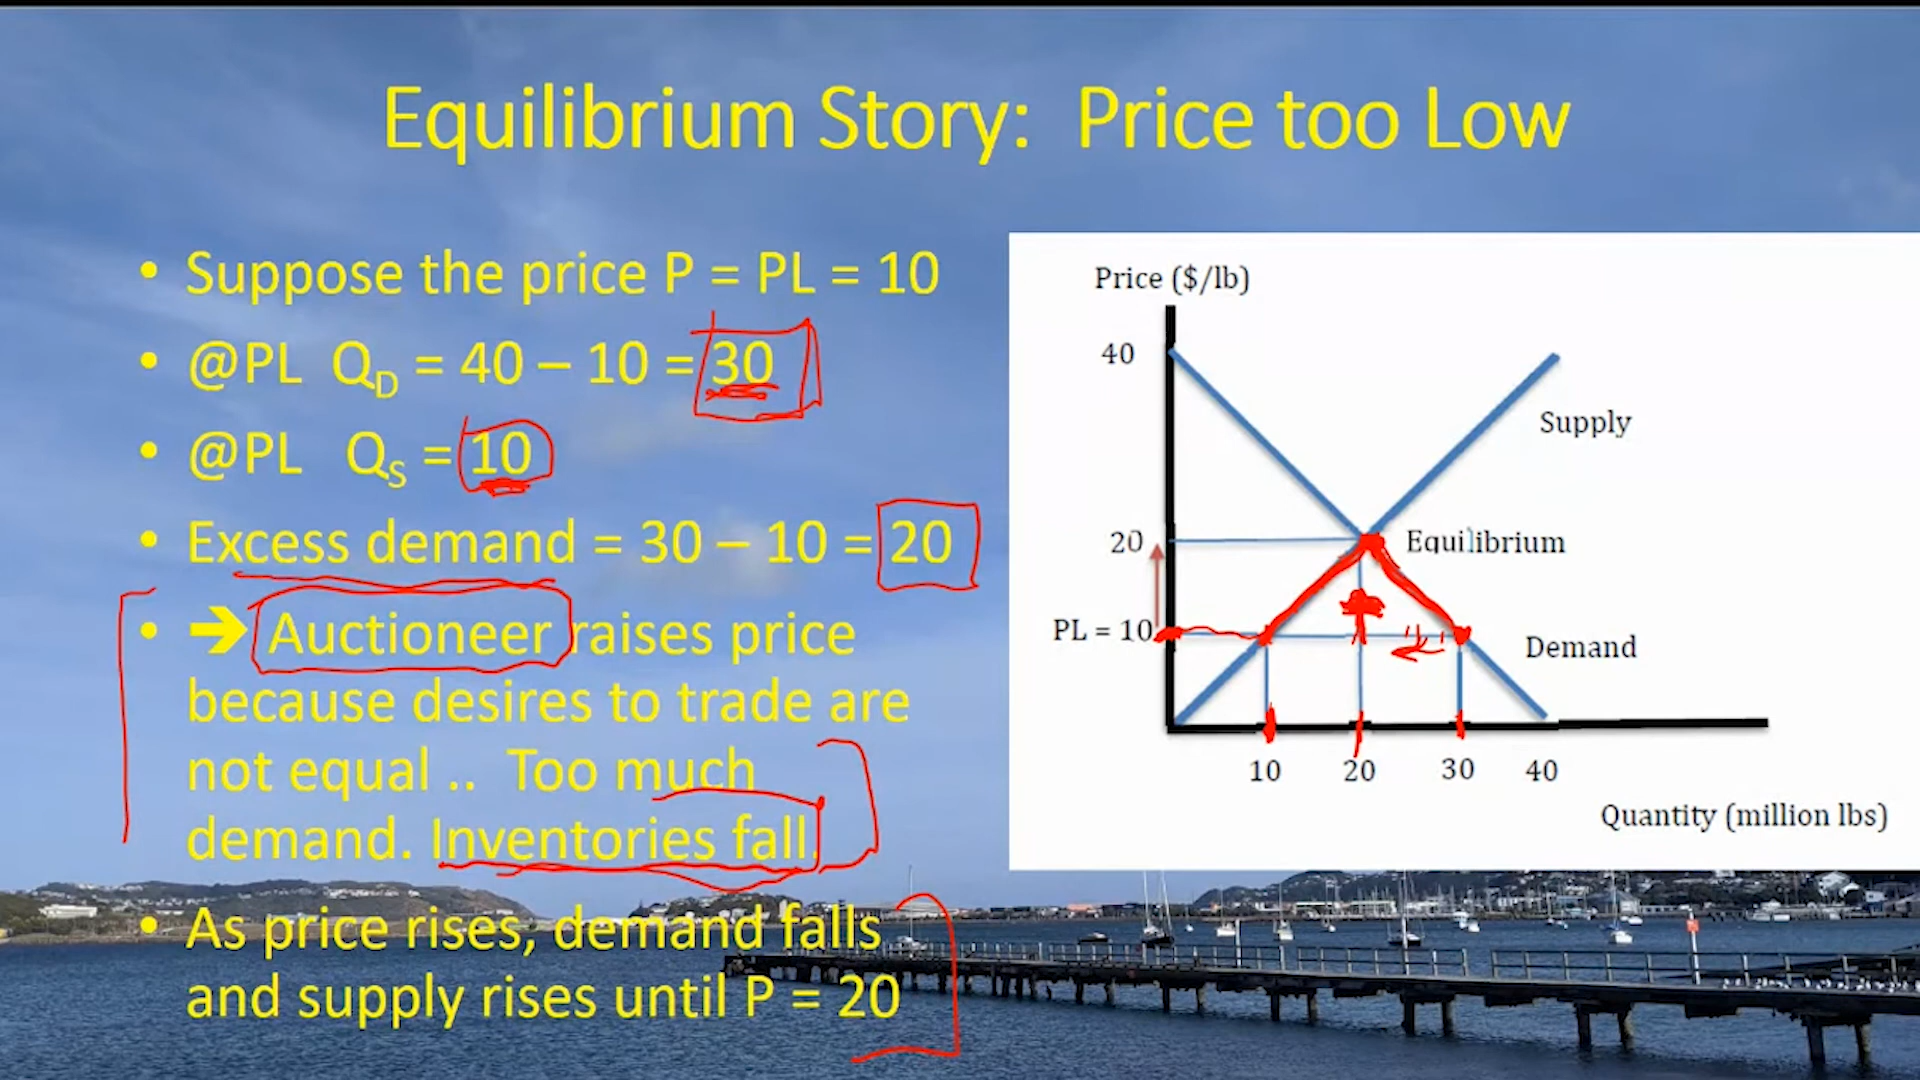 Equilibrium Story: Price too Low
• Suppose the price P = PL = 10
• @PL QD = 40 – 10 = 30
• @PL QS = 10
• Excess demand = 30 – 10 = 20
• ➔ Auctioneer raises price
because desires to trade are
not equal .. Too much
demand. Inventories fall.
• As price rises, demand falls
and supply rises until P = 20
Price ($/lb)
40
Supply
20
Equilibrium
PL = 10
Demand
10 20 30 40
Quantity (million lbs)